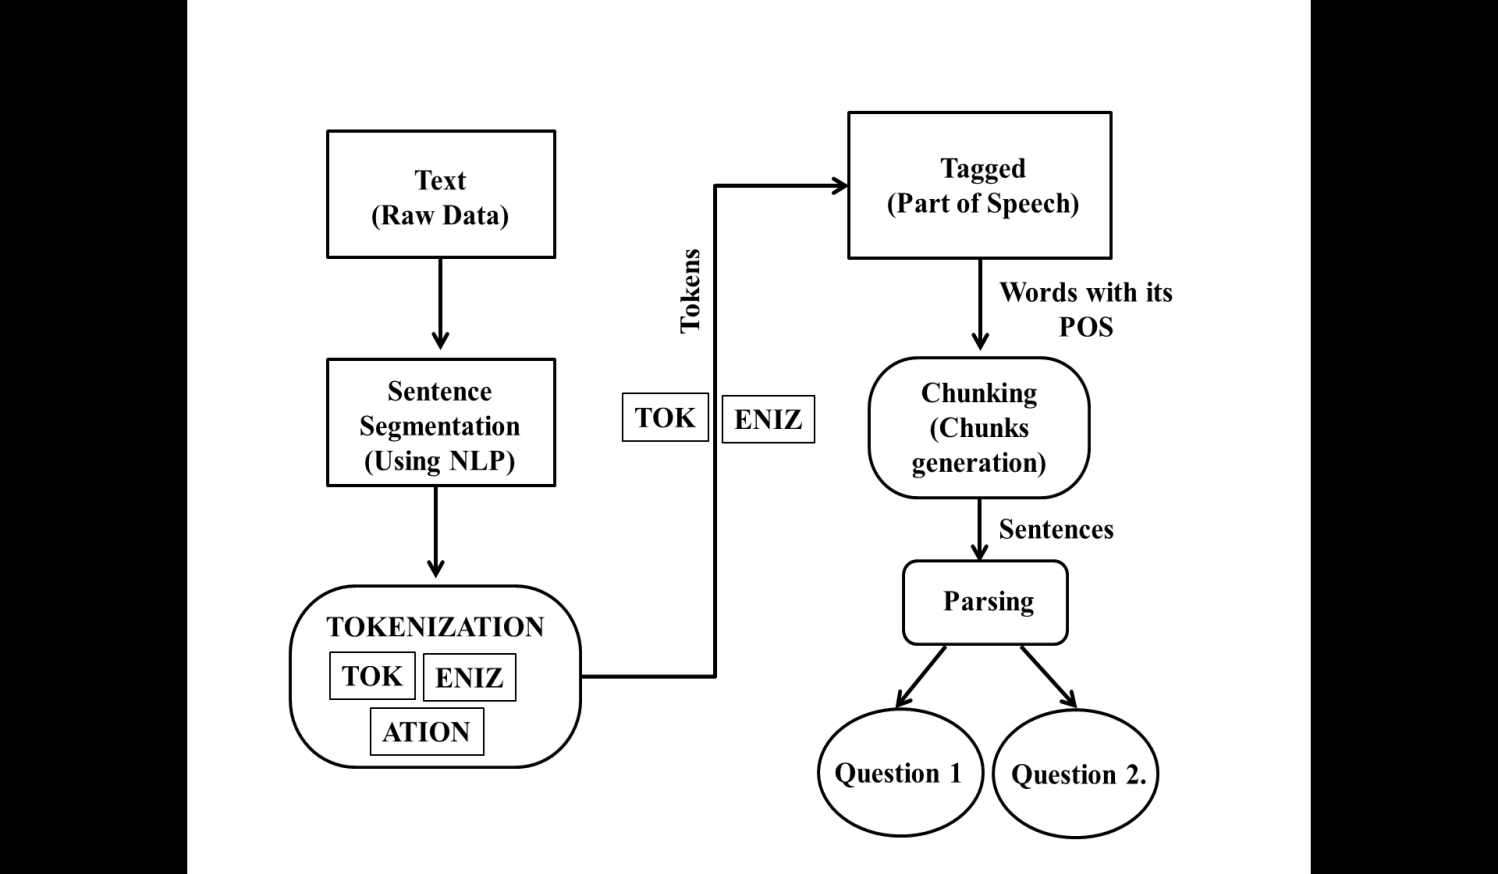 Text
(Raw Data)
Sentence
Segmentation
(Using NLP)
TOKENIZATION
TOK ENIZ
ATION
Tokens
TOK ENIZ
Tagged
(Part of Speech)
Words with its
POS
Chunking
(Chunks
generation)
Sentences
Parsing
Question 1
Question 2.